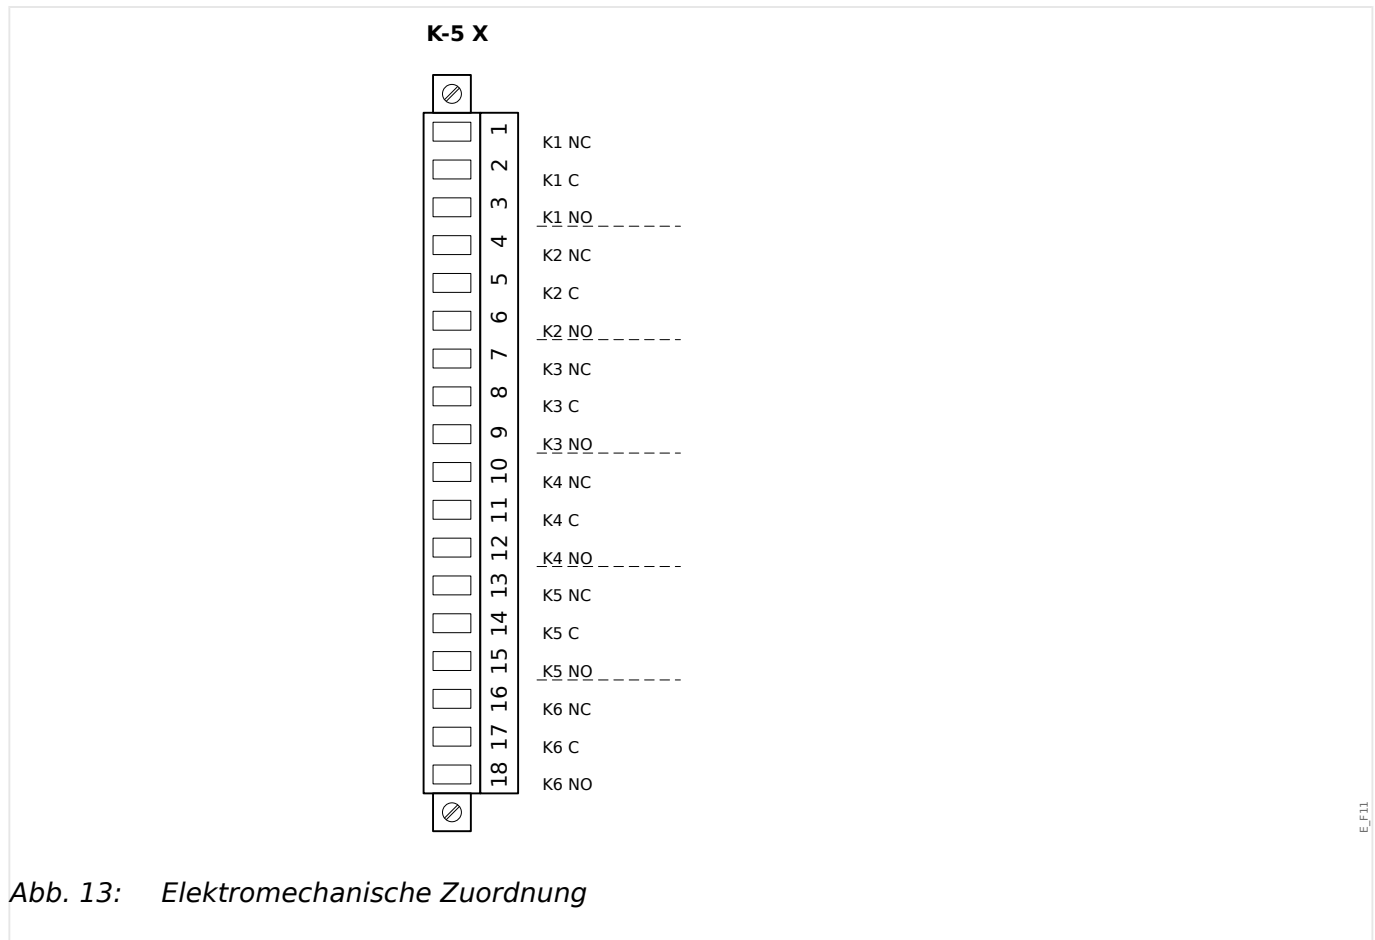 K-5 X
1 K1 NC
2 K1 C
3 K1 NO
4 K2 NC
5 K2 C
6 K2 NO
7 K3 NC
8 K3 C
9 K3 NO
10 K4 NC
11 K4 C
12 K4 NO
13 K5 NC
14 K5 C
15 K5 NO
16 K6 NC
17 K6 C
18 K6 NO
E_F11
Abb. 13: Elektromechanische Zuordnung